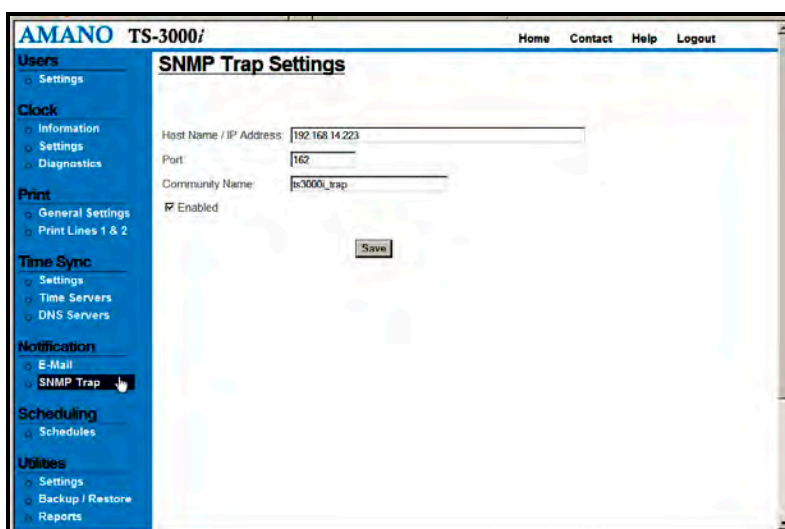 AMANO TS-3000i
Home Contact Help Logout
Users
Settings
Clock
Information
Settings
Diagnostics
Print
General Settings
Print Lines 1 & 2
Time Sync
Settings
Time Servers
DNS Servers
Notification
E-Mail
SNMP Trap
Scheduling
Schedules
Utilities
Settings
Backup / Restore
Reports
SNMP Trap Settings
Host Name / IP Address: 192.168.14.223
Port: 162
Community Name: ts3000i_trap
Enabled
Save